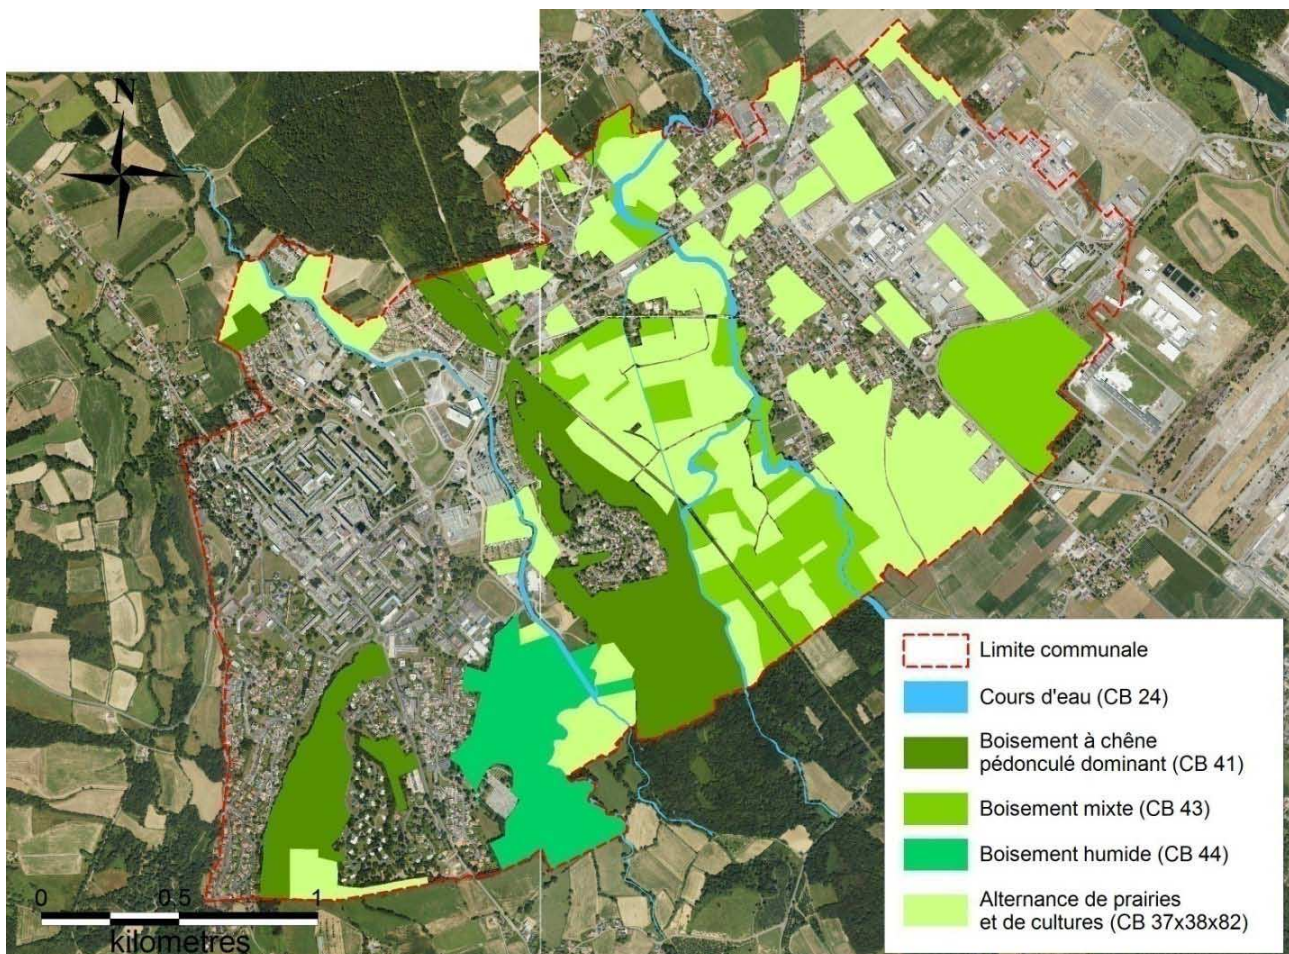 N
Limite communale
Cours d'eau (CB 24)
Boisement à chêne
pédonculé dominant (CB 41)
Boisement mixte (CB 43)
Boisement humide (CB 44)
Alternance de prairies
et de cultures (CB 37x38x82)
0 0.5 1
kilometres